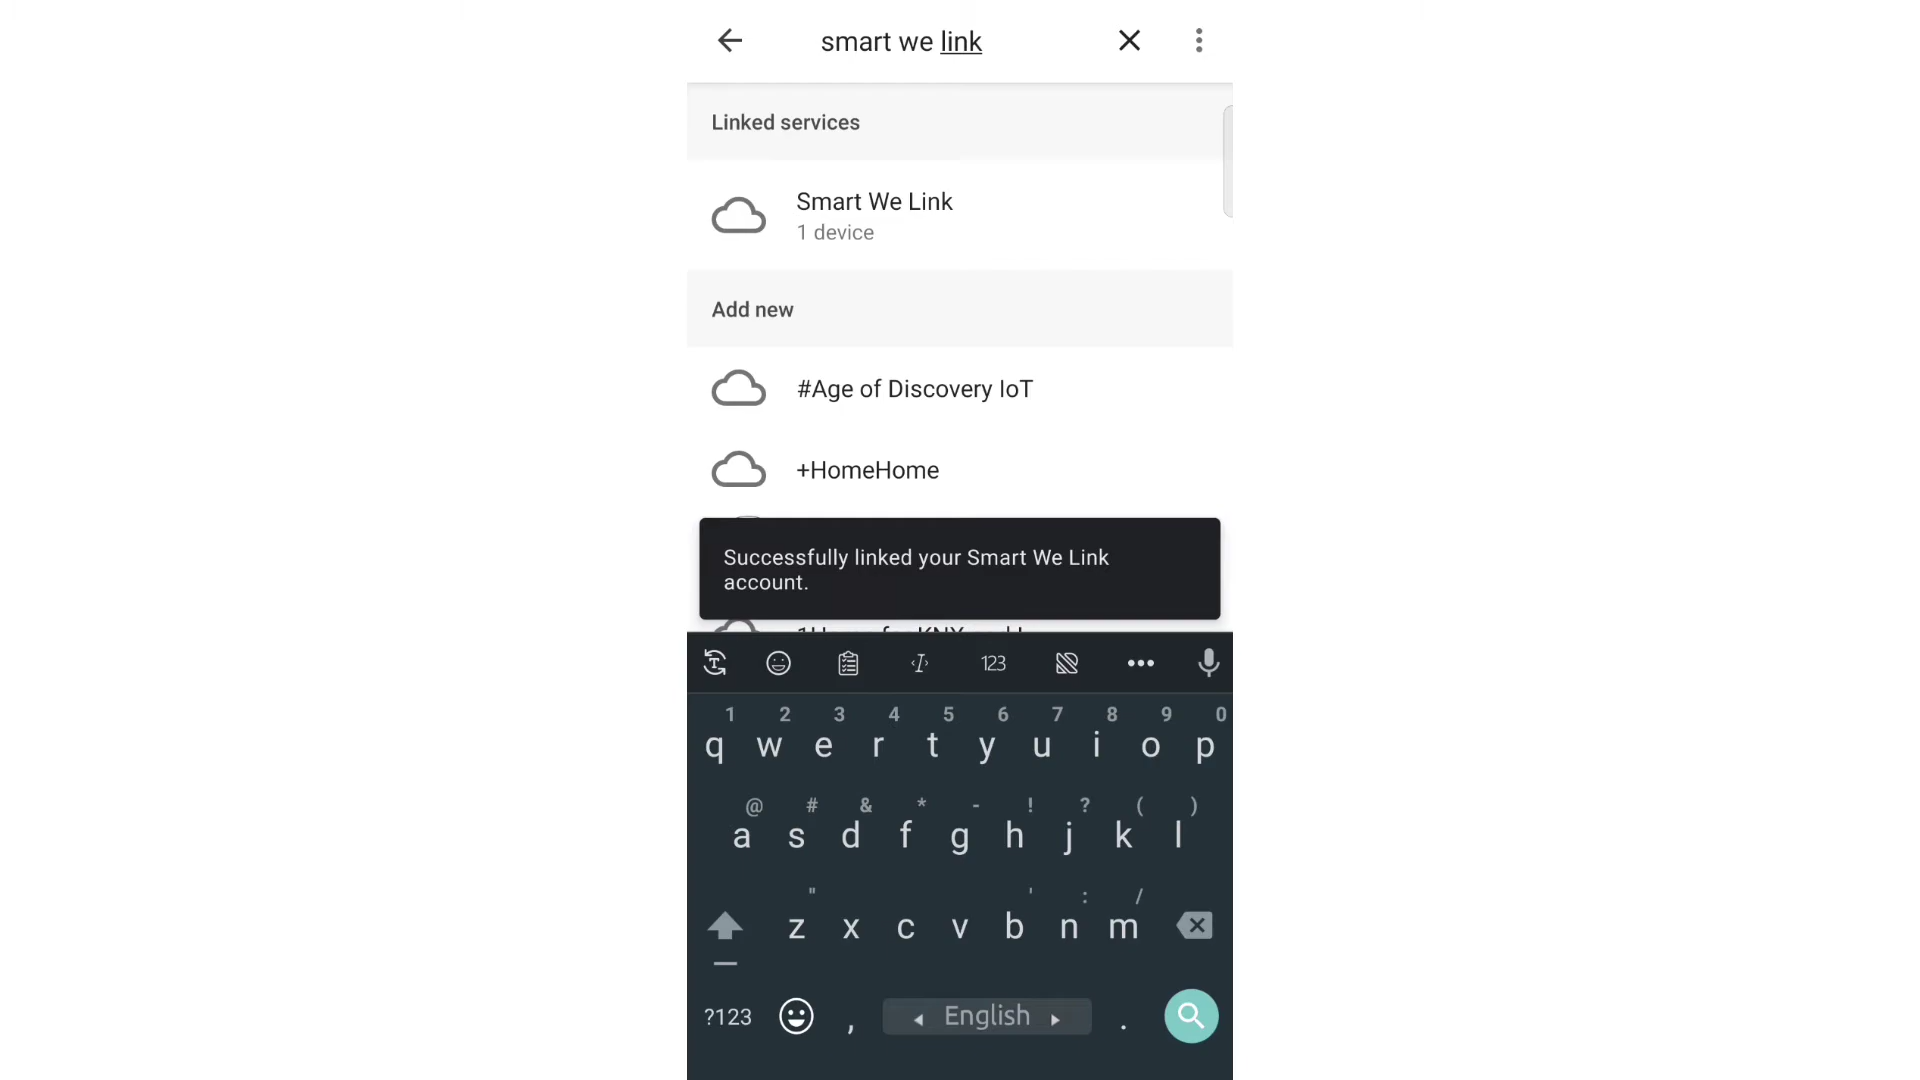 smart we link
Linked services
Smart We Link
1 device
Add new
#Age of Discovery IoT
+HomeHome
Successfully linked your Smart We Link
account.
123
1 2 3 4 5 6 7 8 9 0
q w e r t y u i o p
@ # & * - ! ? ( )
a s d f g h j k l
" ' : /
z x c v b n m
?123 , English .